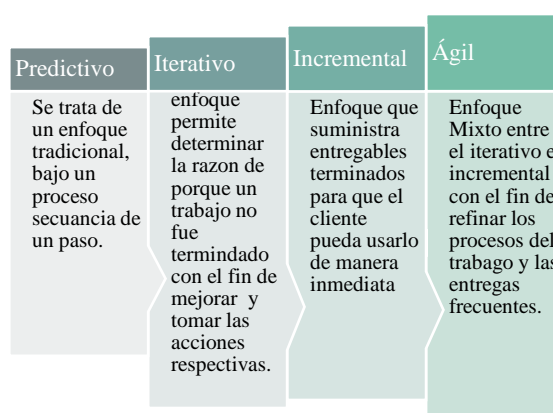 Predictivo
Se trata de
un enfoque
tradicional,
bajo un
proceso
secuancia de
un paso.
Iterativo
enfoque
permite
determinar
la razon de
porque un
trabajo no
fue
termindado
con el fin de
mejorar y
tomar las
acciones
respectivas.
Incremental
Enfoque que
suministra
entregables
terminados
para que el
cliente
pueda usarlo
de manera
inmediata
Ágil
Enfoque
Mixto entre
el iterativo e
incremental
con el fin de
refinar los
procesos del
trabago y las
entregas
frecuentes.